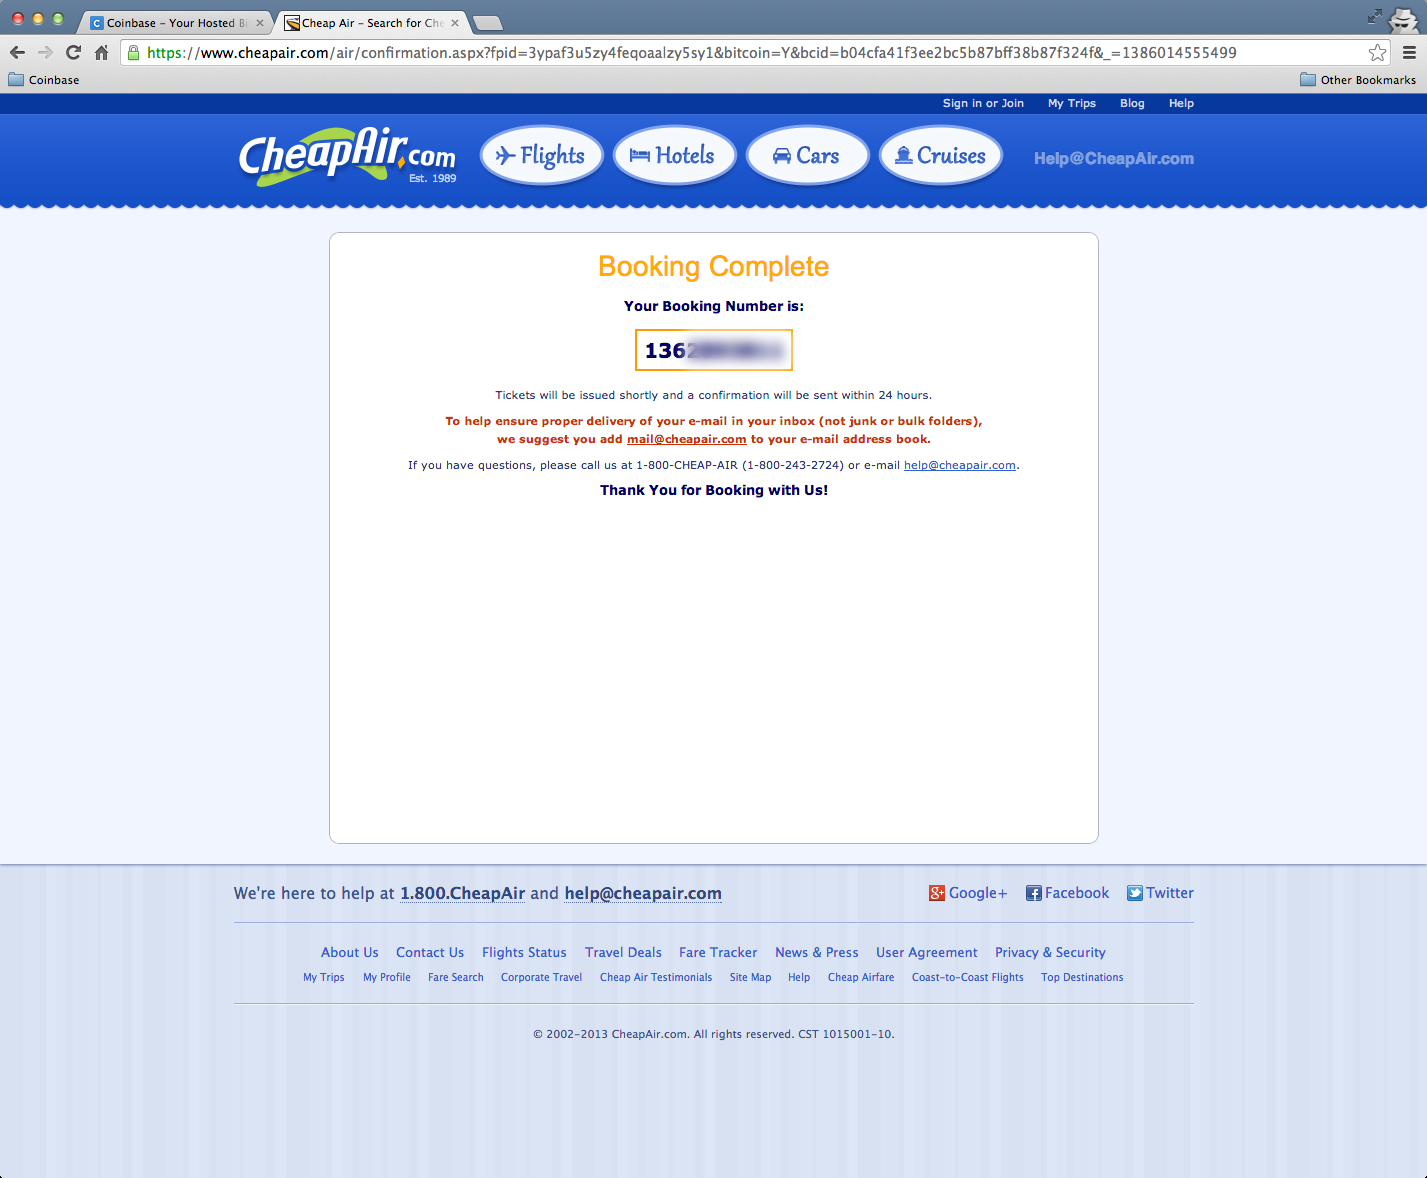 Coinbase – Your Hosted Bi
Cheap Air – Search for Che
https://www.cheapair.com/air/confirmation.aspx?fpid=3ypaf3u5zy4feqoaalzy5sy1&bitcoin=Y&bcid=b04cfa41f3ee2bc5b87bff38b87f324f&_=1386014555499
Coinbase
Other Bookmarks
Sign in or Join My Trips Blog Help
CheapAir.com
Est. 1989
Flights Hotels Cars Cruises
Help@CheapAir.com
Booking Complete
Your Booking Number is:
136
Tickets will be issued shortly and a confirmation will be sent within 24 hours.
To help ensure proper delivery of your e-mail in your inbox (not junk or bulk folders),
we suggest you add mail@cheapair.com to your e-mail address book.
If you have questions, please call us at 1-800-CHEAP-AIR (1-800-243-2724) or e-mail help@cheapair.com.
Thank You for Booking with Us!
We're here to help at 1.800.CheapAir and help@cheapair.com
Google+ Facebook Twitter
About Us Contact Us Flights Status Travel Deals Fare Tracker News & Press User Agreement Privacy & Security
My Trips My Profile Fare Search Corporate Travel Cheap Air Testimonials Site Map Help Cheap Airfare Coast-to-Coast Flights Top Destinations
© 2002-2013 CheapAir.com. All rights reserved. CST 1015001-10.